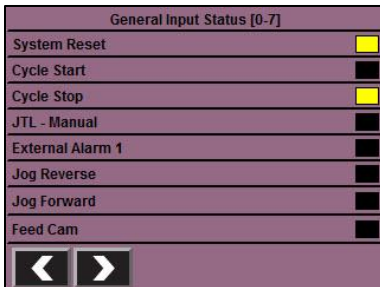 General Input Status [0-7]
System Reset
Cycle Start
Cycle Stop
JTL - Manual
External Alarm 1
Jog Reverse
Jog Forward
Feed Cam